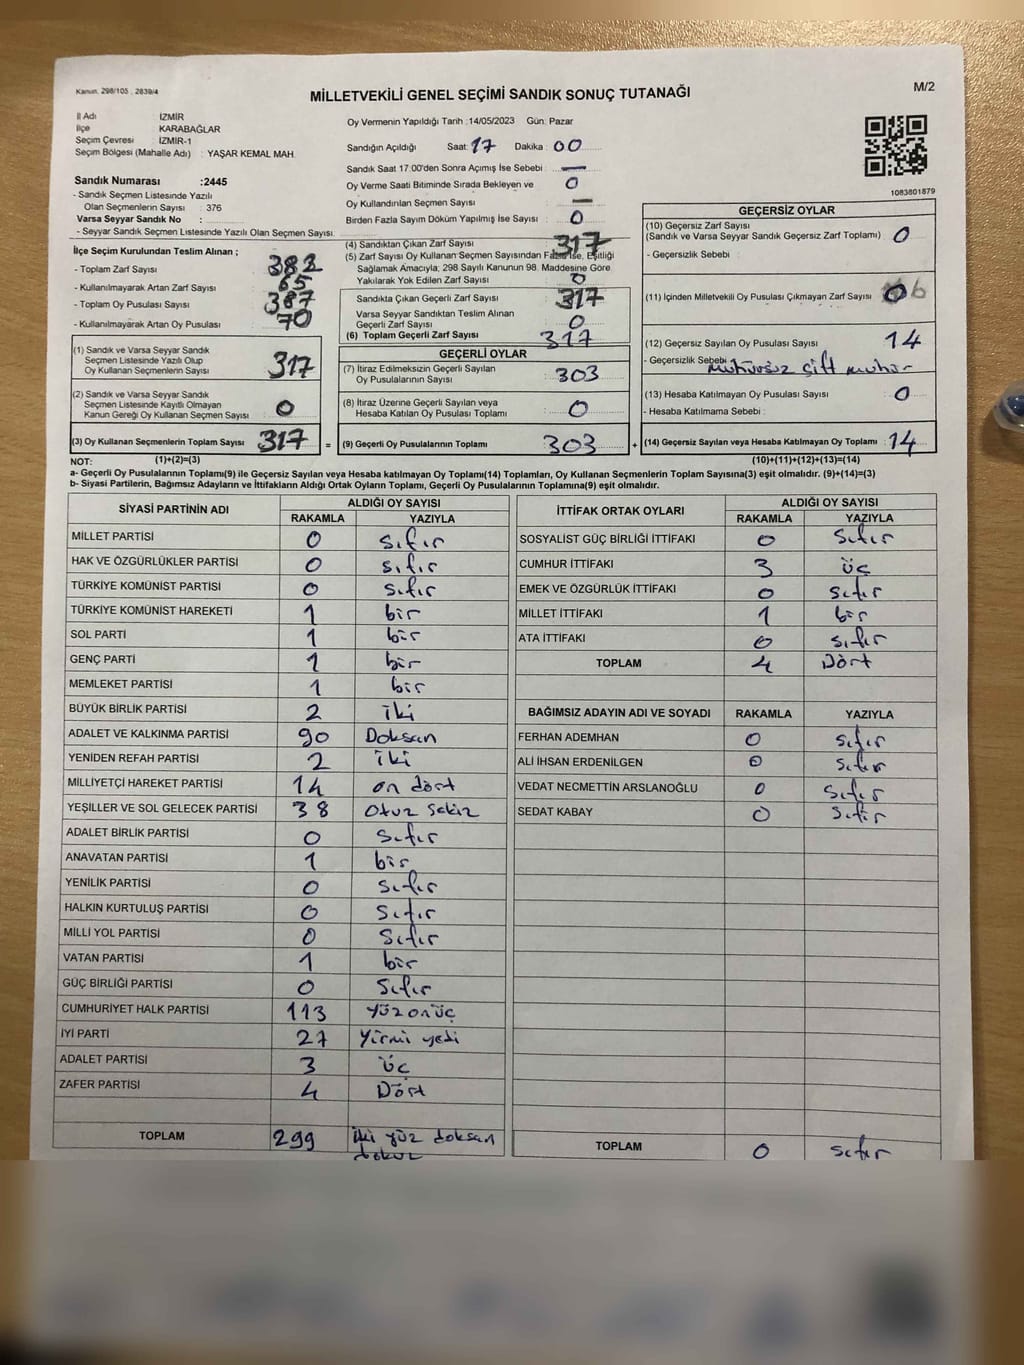 Kanun. 298/105 , 2839/4
MİLLETVEKİLİ GENEL SEÇİMİ SANDIK SONUÇ TUTANAĞI
M/2
İl Adı : İZMİR
İlçe : KARABAĞLAR
Seçim Çevresi : İZMİR-1
Seçim Bölgesi (Mahalle Adı) : YAŞAR KEMAL MAH.
Oy Vermenin Yapıldığı Tarih :14/05/2023 Gün: Pazar
Sandığın Açıldığı Saat: 17 Dakika : 00
Sandık Saat 17:00'den Sonra Açımış İse Sebebi : —
Oy Verme Saati Bitiminde Sırada Bekleyen ve : 0
Oy Kullandırılan Seçmen Sayısı : —
Birden Fazla Sayım Döküm Yapılmış İse Sayısı : 0
1083801879
Sandık Numarası :2445
- Sandık Seçmen Listesinde Yazılı
Olan Seçmenlerin Sayısı : 376
Varsa Seyyar Sandık No :
- Seyyar Sandık Seçmen Listesinde Yazılı Olan Seçmen Sayısı:
İlçe Seçim Kurulundan Teslim Alınan ;
- Toplam Zarf Sayısı : 382
- Kullanılmayarak Artan Zarf Sayısı : 65
- Toplam Oy Pusulası Sayısı : 387
- Kullanılmayarak Artan Oy Pusulası : 70
(4) Sandıktan Çıkan Zarf Sayısı : 317
(5) Zarf Sayısı Oy Kullanan Seçmen Sayısından Fazla İse, Eşitliği
Sağlamak Amacıyla, 298 Sayılı Kanunun 98. Maddesine Göre
Yakılarak Yok Edilen Zarf Sayısı : 0
Sandıkta Çıkan Geçerli Zarf Sayısı : 317
Varsa Seyyar Sandıktan Teslim Alınan
Geçerli Zarf Sayısı : 0
(6) Toplam Geçerli Zarf Sayısı : 317
GEÇERSİZ OYLAR
(10) Geçersiz Zarf Sayısı
(Sandık ve Varsa Seyyar Sandık Geçersiz Zarf Toplamı) : 0
- Geçersizlik Sebebi :
(11) İçinden Milletvekili Oy Pusulası Çıkmayan Zarf Sayısı : 0
(12) Geçersiz Sayılan Oy Pusulası Sayısı : 14
- Geçersizlik Sebebi : mühürsüz çift mühür
(13) Hesaba Katılmayan Oy Pusulası Sayısı : 0
- Hesaba Katılmama Sebebi :
(1) Sandık ve Varsa Seyyar Sandık
Seçmen Listesinde Yazılı Olup
Oy Kullanan Seçmenlerin Sayısı : 317
(2) Sandık ve Varsa Seyyar Sandık
Seçmen Listesinde Kayıtlı Olmayan
Kanun Gereği Oy Kullanan Seçmen Sayısı : 0
GEÇERLİ OYLAR
(7) İtiraz Edilmeksizin Geçerli Sayılan
Oy Pusulalarının Sayısı : 303
(8) İtiraz Üzerine Geçerli Sayılan veya
Hesaba Katılan Oy Pusulası Toplamı : 0
(3) Oy Kullanan Seçmenlerin Toplam Sayısı : 317 = (9) Geçerli Oy Pusulalarının Toplamı : 303 + (14) Geçersiz Sayılan veya Hesaba Katılmayan Oy Toplamı : 14
NOT: (1)+(2)=(3) (10)+(11)+(12)+(13)=(14)
a- Geçerli Oy Pusulalarının Toplamı(9) ile Geçersiz Sayılan veya Hesaba katılmayan Oy Toplamı(14) Toplamları, Oy Kullanan Seçmenlerin Toplam Sayısına(3) eşit olmalıdır. (9)+(14)=(3)
b- Siyasi Partilerin, Bağımsız Adayların ve İttifakların Aldığı Oyların Toplamı, Geçerli Oy Pusulalarının Toplamına(9) eşit olmalıdır.
SİYASİ PARTİNİN ADI ALDIĞI OY SAYISI
RAKAMLA YAZIYLA
MİLLET PARTİSİ 0 sıfır
HAK VE ÖZGÜRLÜKLER PARTİSİ 0 sıfır
TÜRKİYE KOMÜNİST PARTİSİ 0 sıfır
TÜRKİYE KOMÜNİST HAREKETİ 1 bir
SOL PARTİ 1 bir
GENÇ PARTİ 1 bir
MEMLEKET PARTİSİ 1 bir
BÜYÜK BİRLİK PARTİSİ 2 iki
ADALET VE KALKINMA PARTİSİ 90 Doksan
YENİDEN REFAH PARTİSİ 2 iki
MİLLİYETÇİ HAREKET PARTİSİ 14 on dört
YEŞİLLER VE SOL GELECEK PARTİSİ 38 Otuz sekiz
ADALET BİRLİK PARTİSİ 0 sıfır
ANAVATAN PARTİSİ 1 bir
YENİLİK PARTİSİ 0 sıfır
HALKIN KURTULUŞ PARTİSİ 0 sıfır
MİLLİ YOL PARTİSİ 0 sıfır
VATAN PARTİSİ 1 bir
GÜÇ BİRLİĞİ PARTİSİ 0 sıfır
CUMHURİYET HALK PARTİSİ 113 yüz onüç
İYİ PARTİ 27 yirmi yedi
ADALET PARTİSİ 3 üç
ZAFER PARTİSİ 4 Dört
TOPLAM 299 iki yüz doksan
dokuz
İTTİFAK ORTAK OYLARI ALDIĞI OY SAYISI
RAKAMLA YAZIYLA
SOSYALİST GÜÇ BİRLİĞİ İTTİFAKI 0 sıfır
CUMHUR İTTİFAKI 3 üç
EMEK VE ÖZGÜRLÜK İTTİFAKI 0 sıfır
MİLLET İTTİFAKI 1 bir
ATA İTTİFAKI 0 sıfır
TOPLAM 4 Dört
BAĞIMSIZ ADAYIN ADI VE SOYADI RAKAMLA YAZIYLA
FERHAN ADEMHAN 0 sıfır
ALİ İHSAN ERDENİLGEN 0 sıfır
VEDAT NECMETTİN ARSLANOĞLU 0 sıfır
SEDAT KABAY 0 sıfır
TOPLAM 0 sıfır